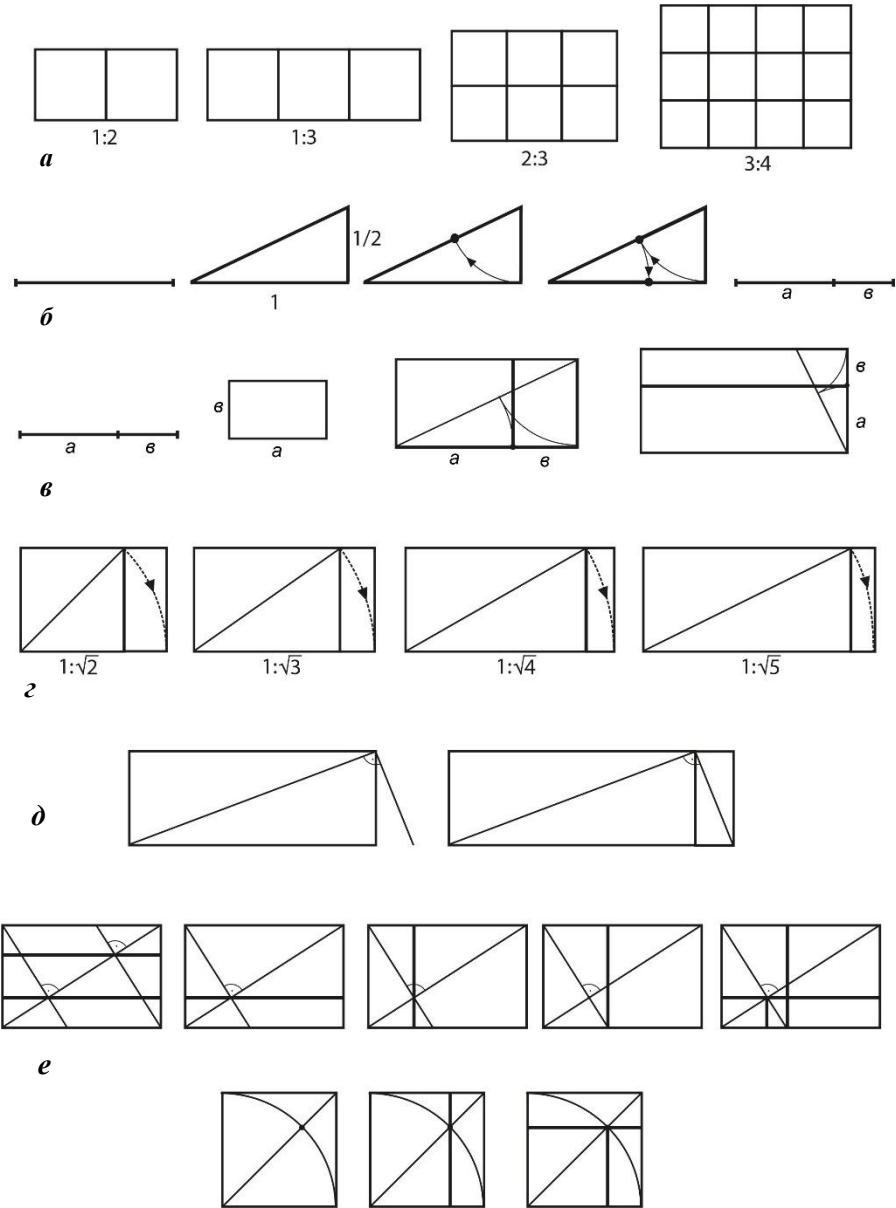 1:2 1:3 2:3 3:4
а
1/2
1 а в
б
в а в
а в а в а
в
1:√2 1:√3 1:√4 1:√5
г
д
е